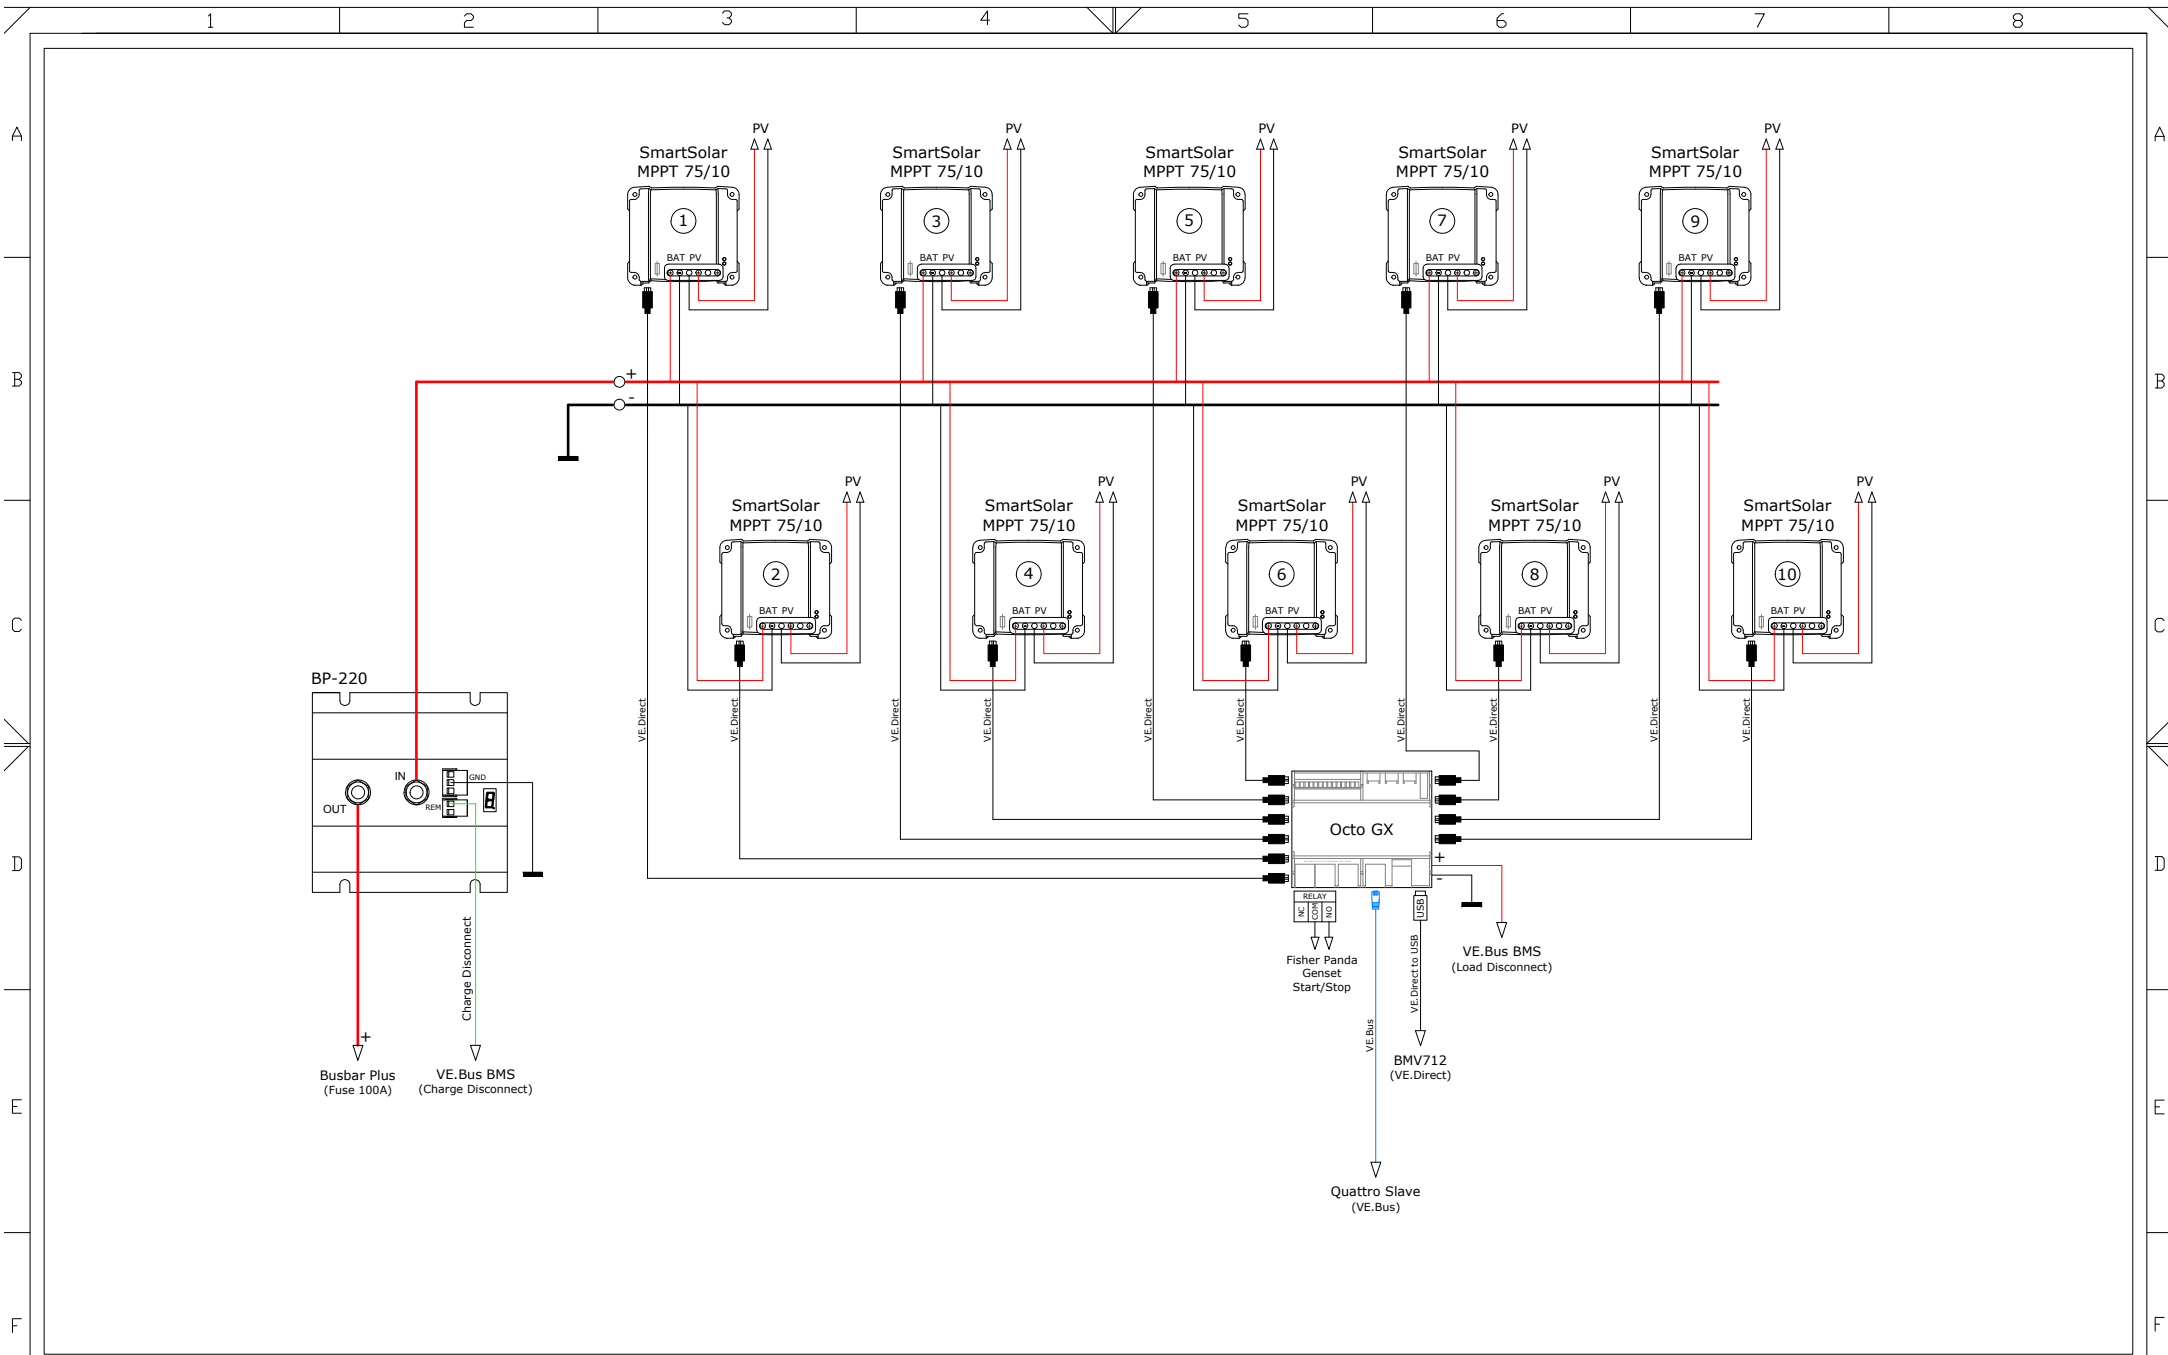 1 2 3 4 5 6 7 8
A A
PV PV PV PV PV
SmartSolar SmartSolar SmartSolar SmartSolar SmartSolar
MPPT 75/10 MPPT 75/10 MPPT 75/10 MPPT 75/10 MPPT 75/10
1 3 5 7 9
BAT PV BAT PV BAT PV BAT PV BAT PV
+
B B
-
PV PV PV PV PV
SmartSolar SmartSolar SmartSolar SmartSolar SmartSolar
MPPT 75/10 MPPT 75/10 MPPT 75/10 MPPT 75/10 MPPT 75/10
2 4 6 8 10
BAT PV BAT PV BAT PV BAT PV BAT PV
C C
BP-220
VE.Direct VE.Direct VE.Direct VE.Direct VE.Direct VE.Direct VE.Direct VE.Direct VE.Direct VE.Direct
IN
GND
OUT
REM
Octo GX
+
-
D D
RELAY
NC COM NO
USB
Charge Disconnect
VE.Direct to USB
VE.Bus
Fisher Panda
Genset
Start/Stop
VE.Bus BMS
(Load Disconnect)
+
Busbar Plus
(Fuse 100A)
VE.Bus BMS
(Charge Disconnect)
BMV712
(VE.Direct)
E E
Quattro Slave
(VE.Bus)
F F